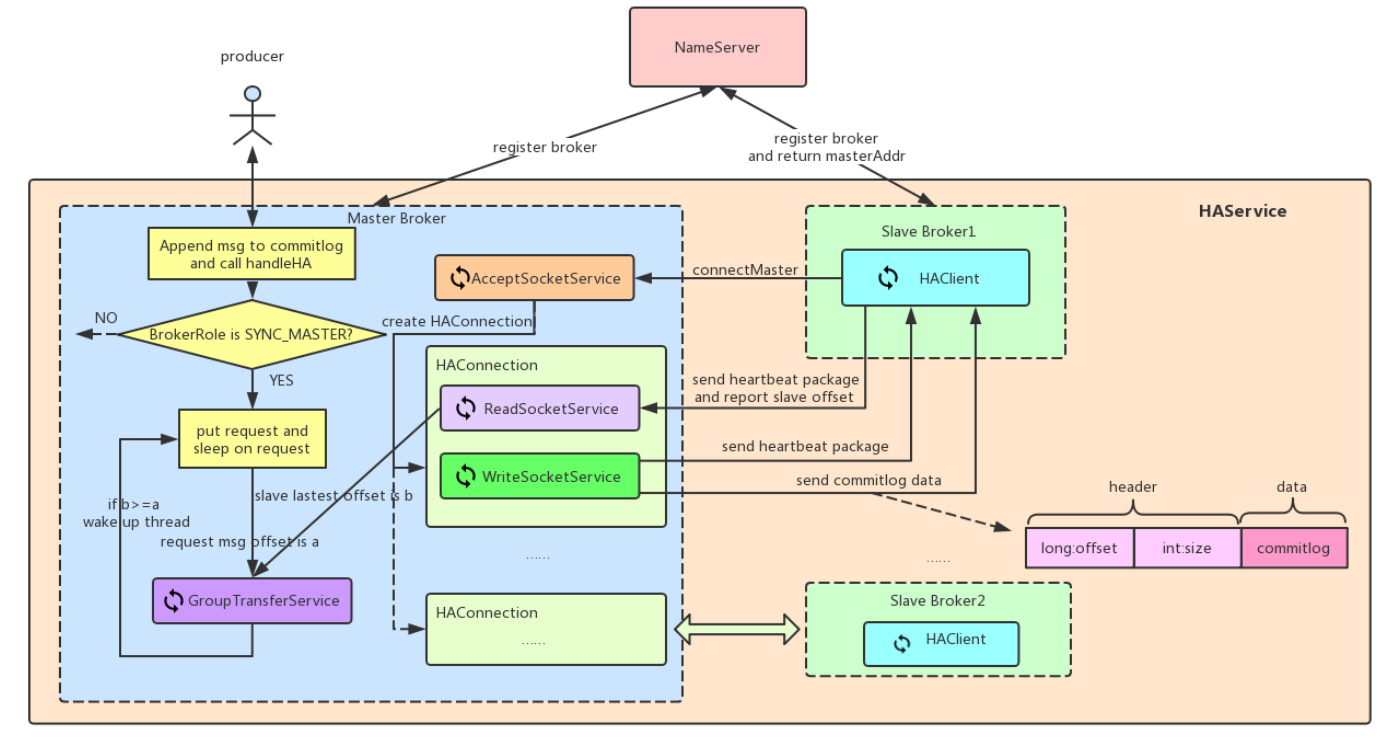 NameServer
producer
register broker
register broker
and return masterAddr
HAService
Master Broker
Slave Broker1
Append msg to commitlog
and call handleHA
AcceptSocketService
connectMaster
HAClient
NO
BrokerRole is SYNC_MASTER?
create HAConnection
YES
HAConnection
send heartbeat package
and report slave offset
ReadSocketService
put request and
sleep on request
send heartbeat package
WriteSocketService
send commitlog data
slave lastest offset is b
if b>=a
wake up thread
request msg offset is a
header
data
long:offset
int:size
commitlog
......
......
GroupTransferService
HAConnection
......
Slave Broker2
HAClient